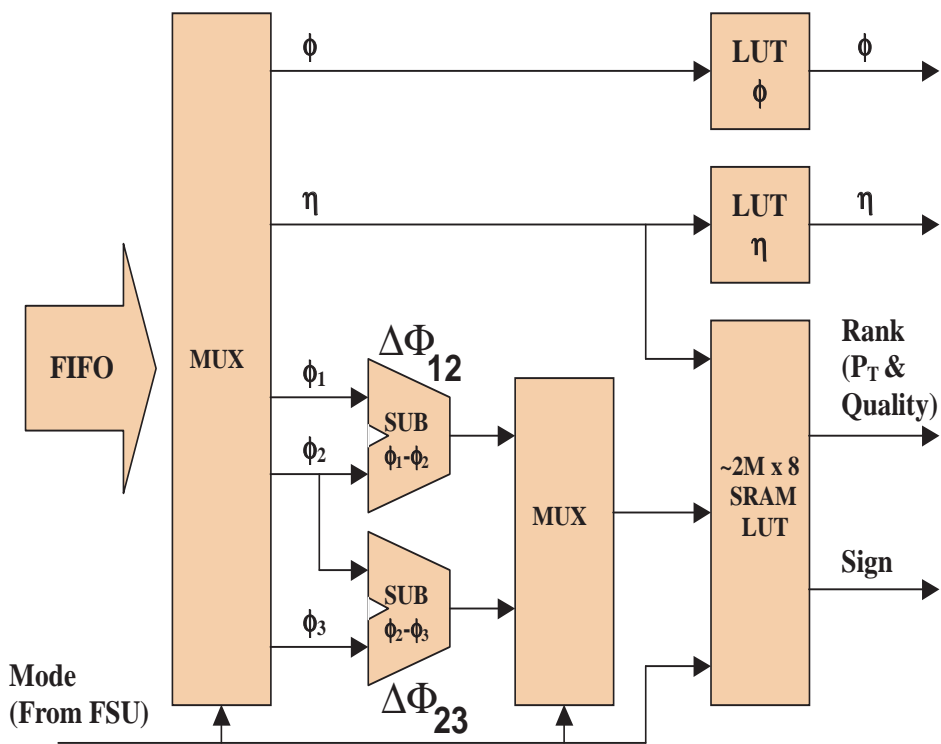 ϕ
LUT
ϕ
ϕ
η
LUT
η
η
FIFO
MUX
ΔΦ12
ϕ1
SUB
ϕ1-ϕ2
ϕ2
MUX
SUB
ϕ2-ϕ3
ϕ3
ΔΦ23
~2M x 8
SRAM
LUT
Rank
(PT &
Quality)
Sign
Mode
(From FSU)